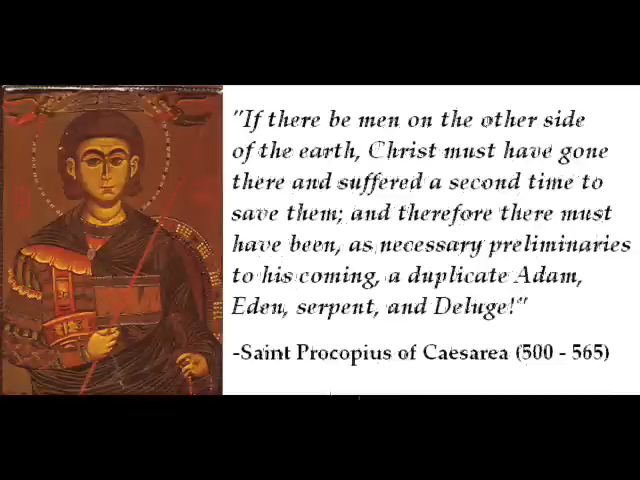 "If there be men on the other side
of the earth, Christ must have gone
there and suffered a second time to
save them; and therefore there must
have been, as necessary preliminaries
to his coming, a duplicate Adam,
Eden, serpent, and Deluge!"
-Saint Procopius of Caesarea (500 - 565)